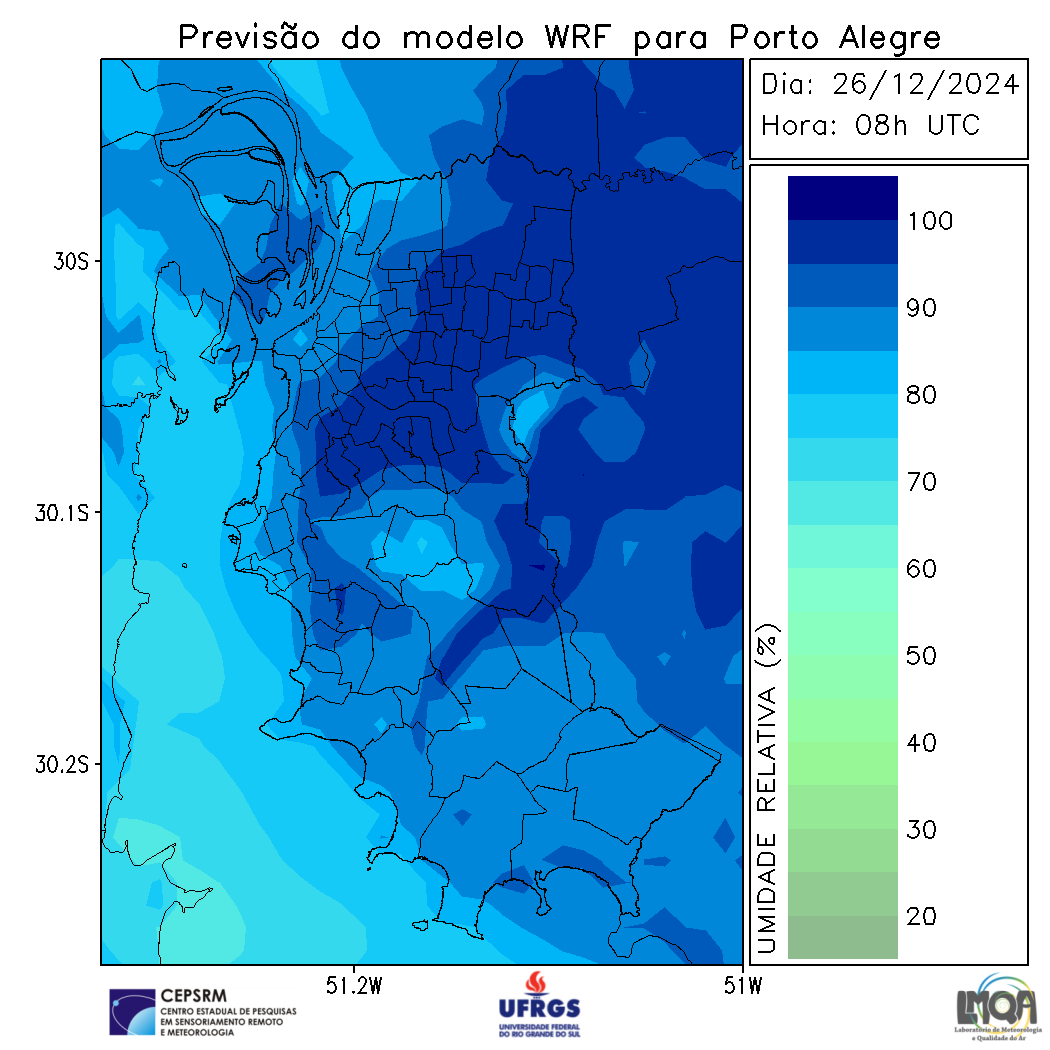 Previsão do modelo WRF para Porto Alegre
Dia: 26/12/2024
Hora: 08h UTC
30S
30.1S
30.2S
51.2W
51W
100
90
80
70
60
50
40
30
20
UMIDADE RELATIVA (%)
CEPSRM
CENTRO ESTADUAL DE PESQUISAS
EM SENSORIAMENTO REMOTO
E METEOROLOGIA
UFRGS
UNIVERSIDADE FEDERAL
DO RIO GRANDE DO SUL
LMQA
Laboratório de Meteorologia
e Qualidade do Ar